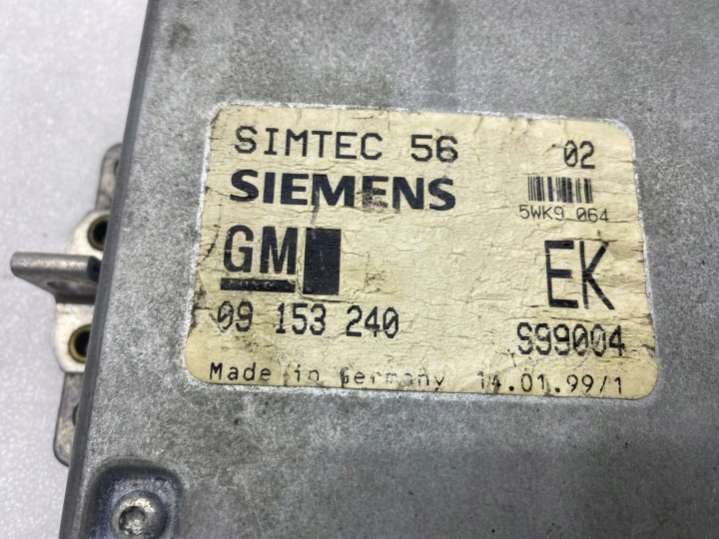 SIMTEC 56 02
SIEMENS
5WK9 064
GM EK
09 153 240 S99004
Made in Germany 14.01.99/1